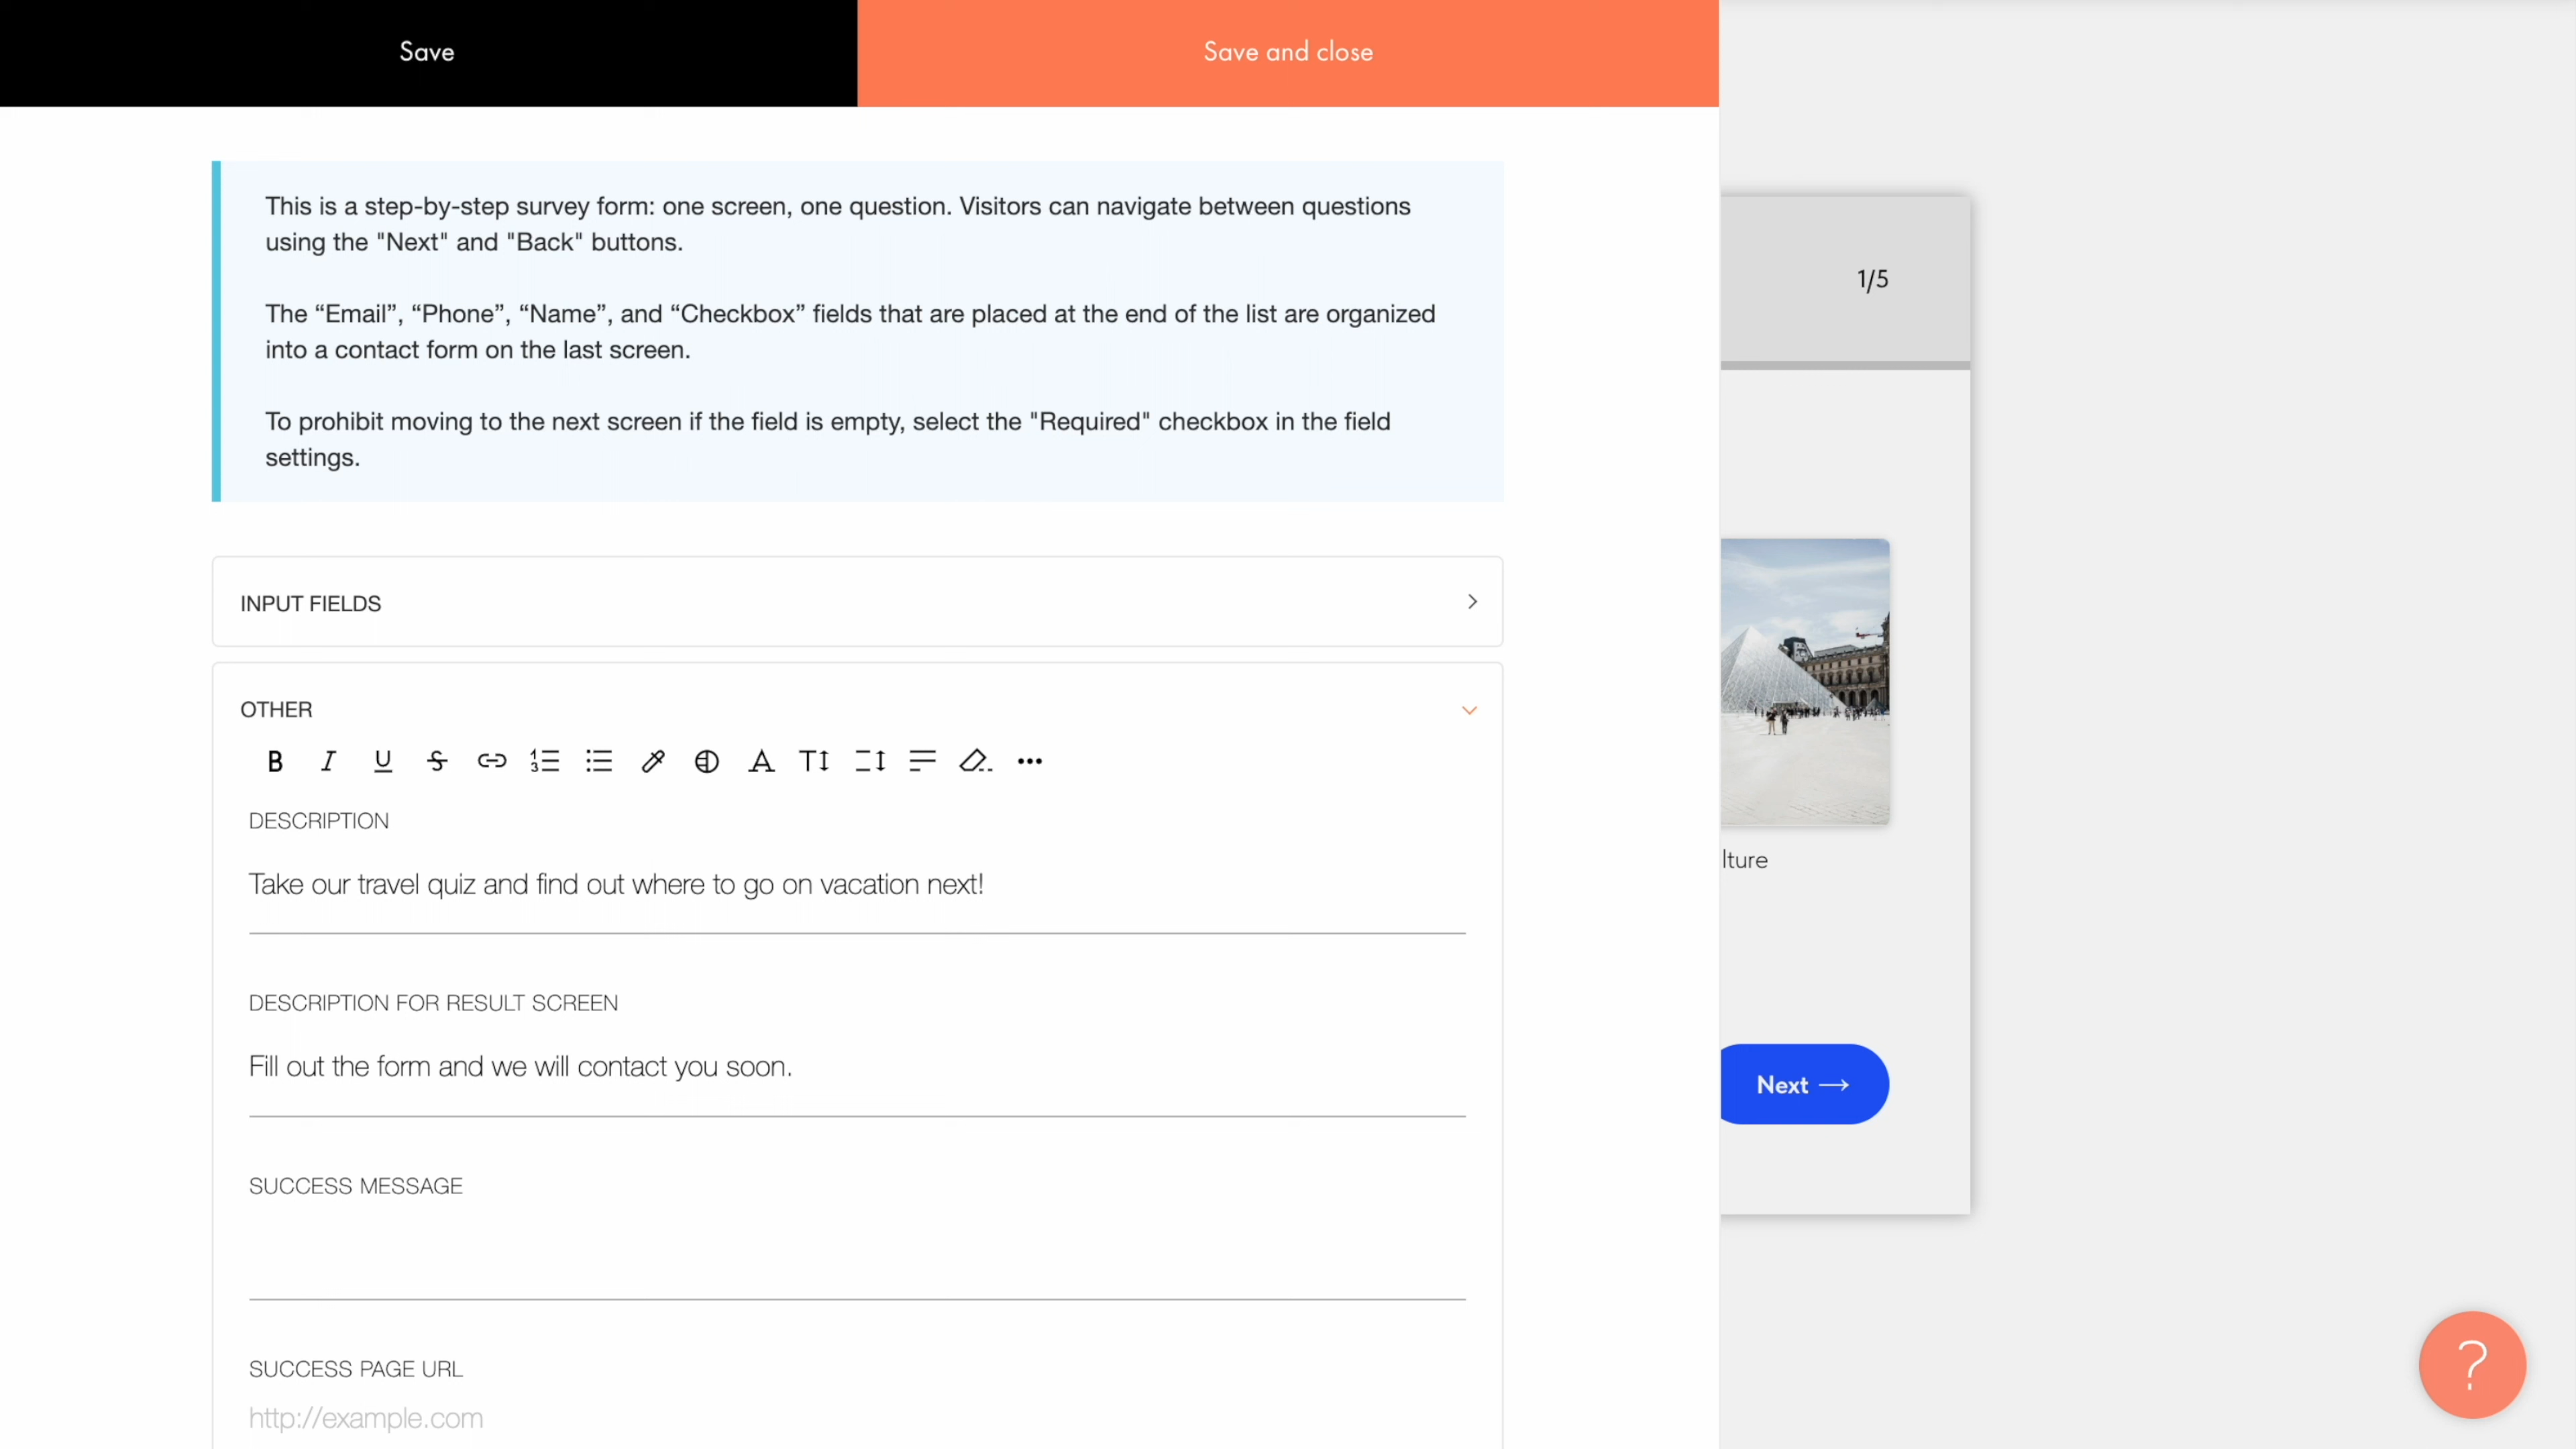 Save
Save and close
This is a step-by-step survey form: one screen, one question. Visitors can navigate between questions
using the "Next" and "Back" buttons.
The “Email”, “Phone”, “Name”, and “Checkbox” fields that are placed at the end of the list are organized
into a contact form on the last screen.
To prohibit moving to the next screen if the field is empty, select the "Required" checkbox in the field
settings.
INPUT FIELDS
OTHER
DESCRIPTION
Take our travel quiz and find out where to go on vacation next!
DESCRIPTION FOR RESULT SCREEN
Fill out the form and we will contact you soon.
SUCCESS MESSAGE
SUCCESS PAGE URL
http://example.com
1/5
lture
Next →
?